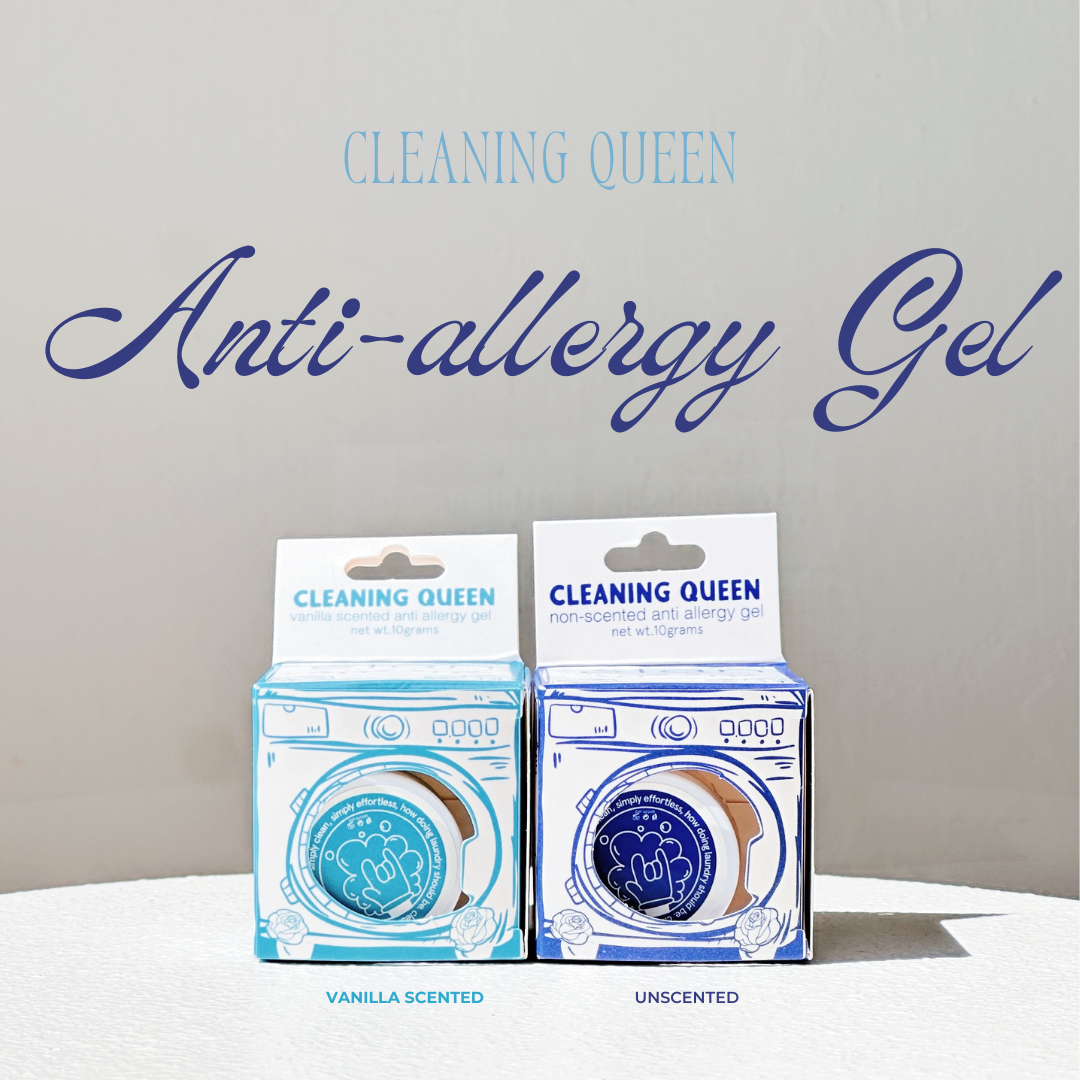 CLEANING QUEEN
Anti-allergy Gel
CLEANING QUEEN
vanilla scented anti allergy gel
net wt.10grams
CLEANING QUEEN
non-scented anti allergy gel
net wt.10grams
simply clean, simply effortless, how doing laundry should be.
simply effortless, how doing laundry should be.
VANILLA SCENTED
UNSCENTED